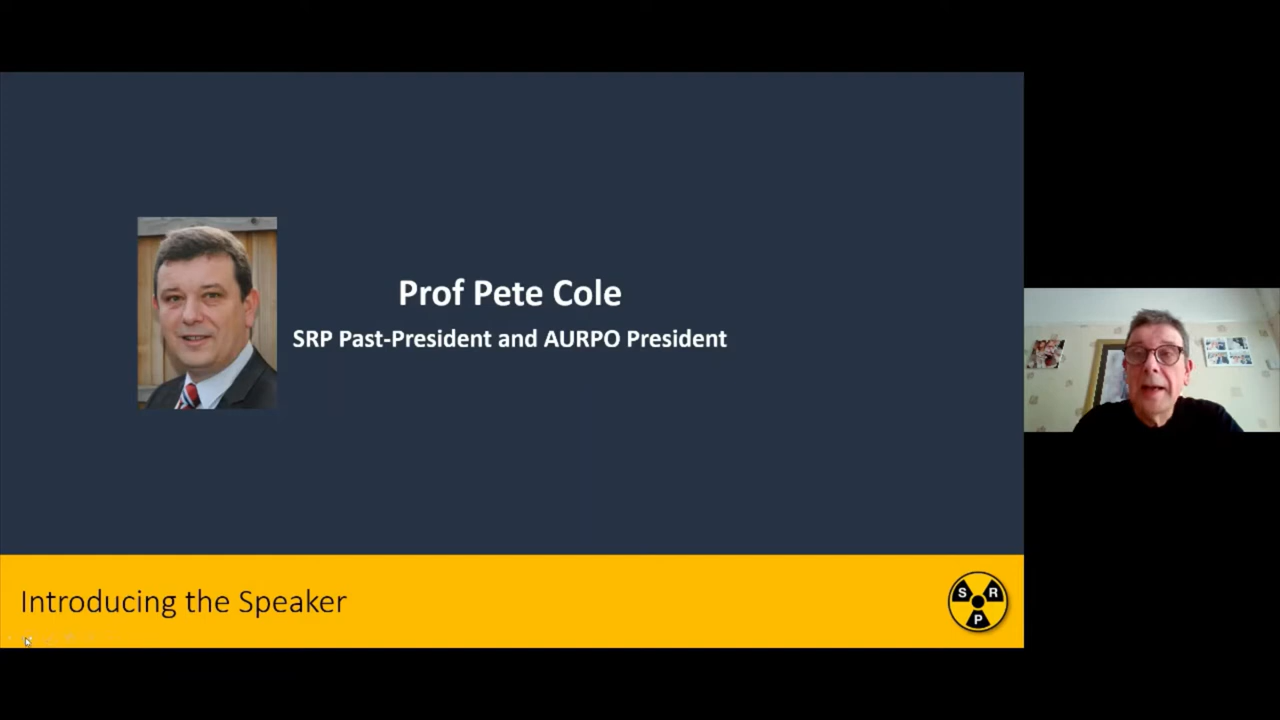 Prof Pete Cole
SRP Past-President and AURPO President
Introducing the Speaker
S R
P